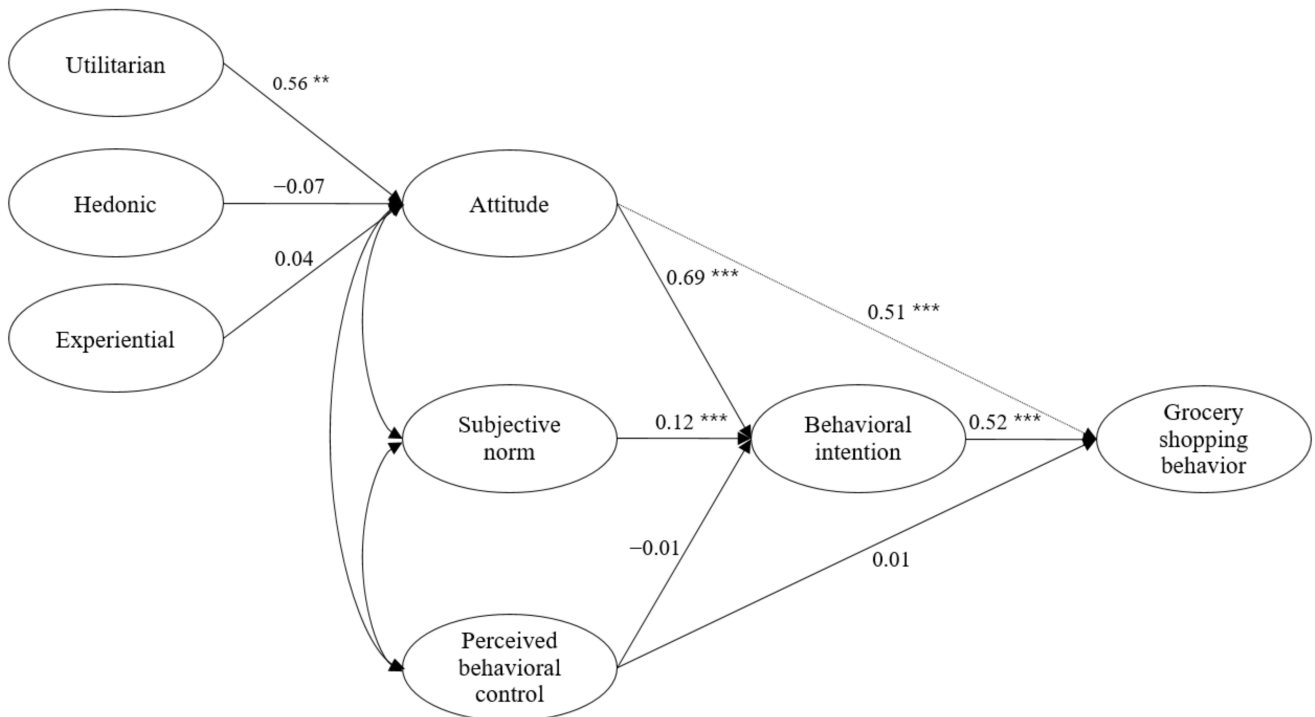 Utilitarian
0.56 **
Hedonic
−0.07
Attitude
Experiential
0.04
0.69 ***
0.51 ***
Subjective
norm
0.12 ***
Behavioral
intention
0.52 ***
Grocery
shopping
behavior
−0.01
0.01
Perceived
behavioral
control